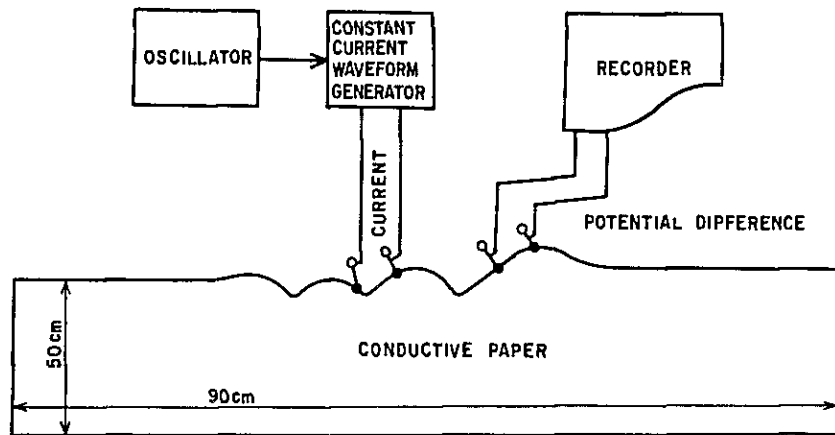 OSCILLATOR
CONSTANT
CURRENT
WAVEFORM
GENERATOR
RECORDER
CURRENT
POTENTIAL DIPFERENCE
50cm
CONDUCTIVE PAPER
90cm